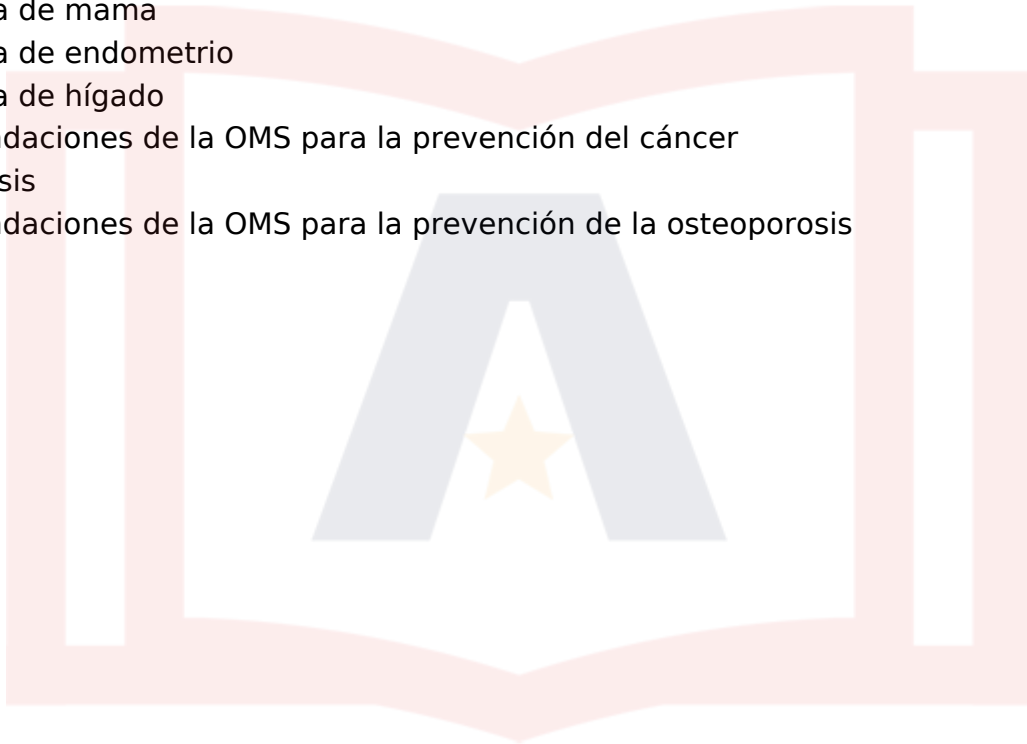 a de mama
a de endometrio
a de hígado
daciones de la OMS para la prevención del cáncer
sis
daciones de la OMS para la prevención de la osteoporosis